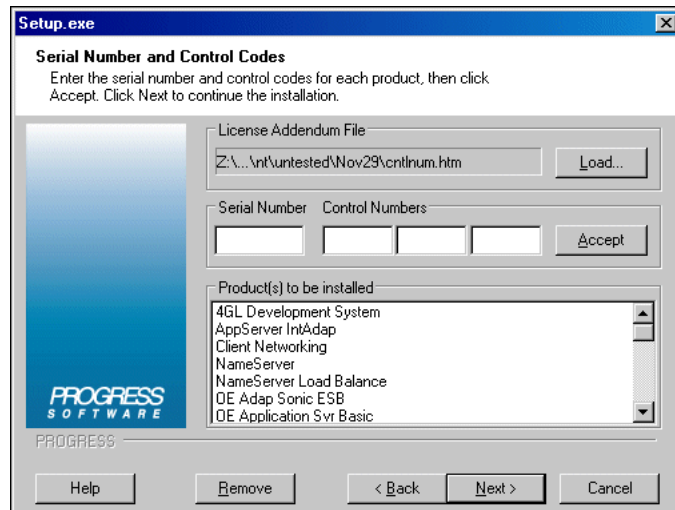 Setup.exe
Serial Number and Control Codes
Enter the serial number and control codes for each product, then click
Accept. Click Next to continue the installation.
License Addendum File
Z:\...\nt\untested\Nov29\cntlnum.htm
Load...
Serial Number Control Numbers
Accept
Product(s) to be installed
4GL Development System
AppServer IntAdap
Client Networking
NameServer
NameServer Load Balance
OE Adap Sonic ESB
OE Application Svr Basic
PROGRESS
SOFTWARE
PROGRESS
Help Remove < Back Next > Cancel